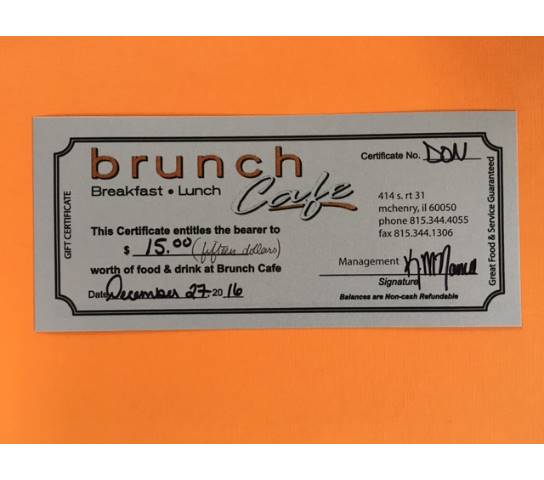 brunch
Cafe
Breakfast • Lunch
Certificate No. DON
GIFT CERTIFICATE
This Certificate entitles the bearer to
$ 15.00 (fifteen dollars)
worth of food & drink at Brunch Cafe
Date December 27 20 16
414 s. rt 31
mchenry, il 60050
phone 815.344.4055
fax 815.344.1306
Management
Signature
Balances are Non-cash Refundable
Great Food & Service Guaranteed